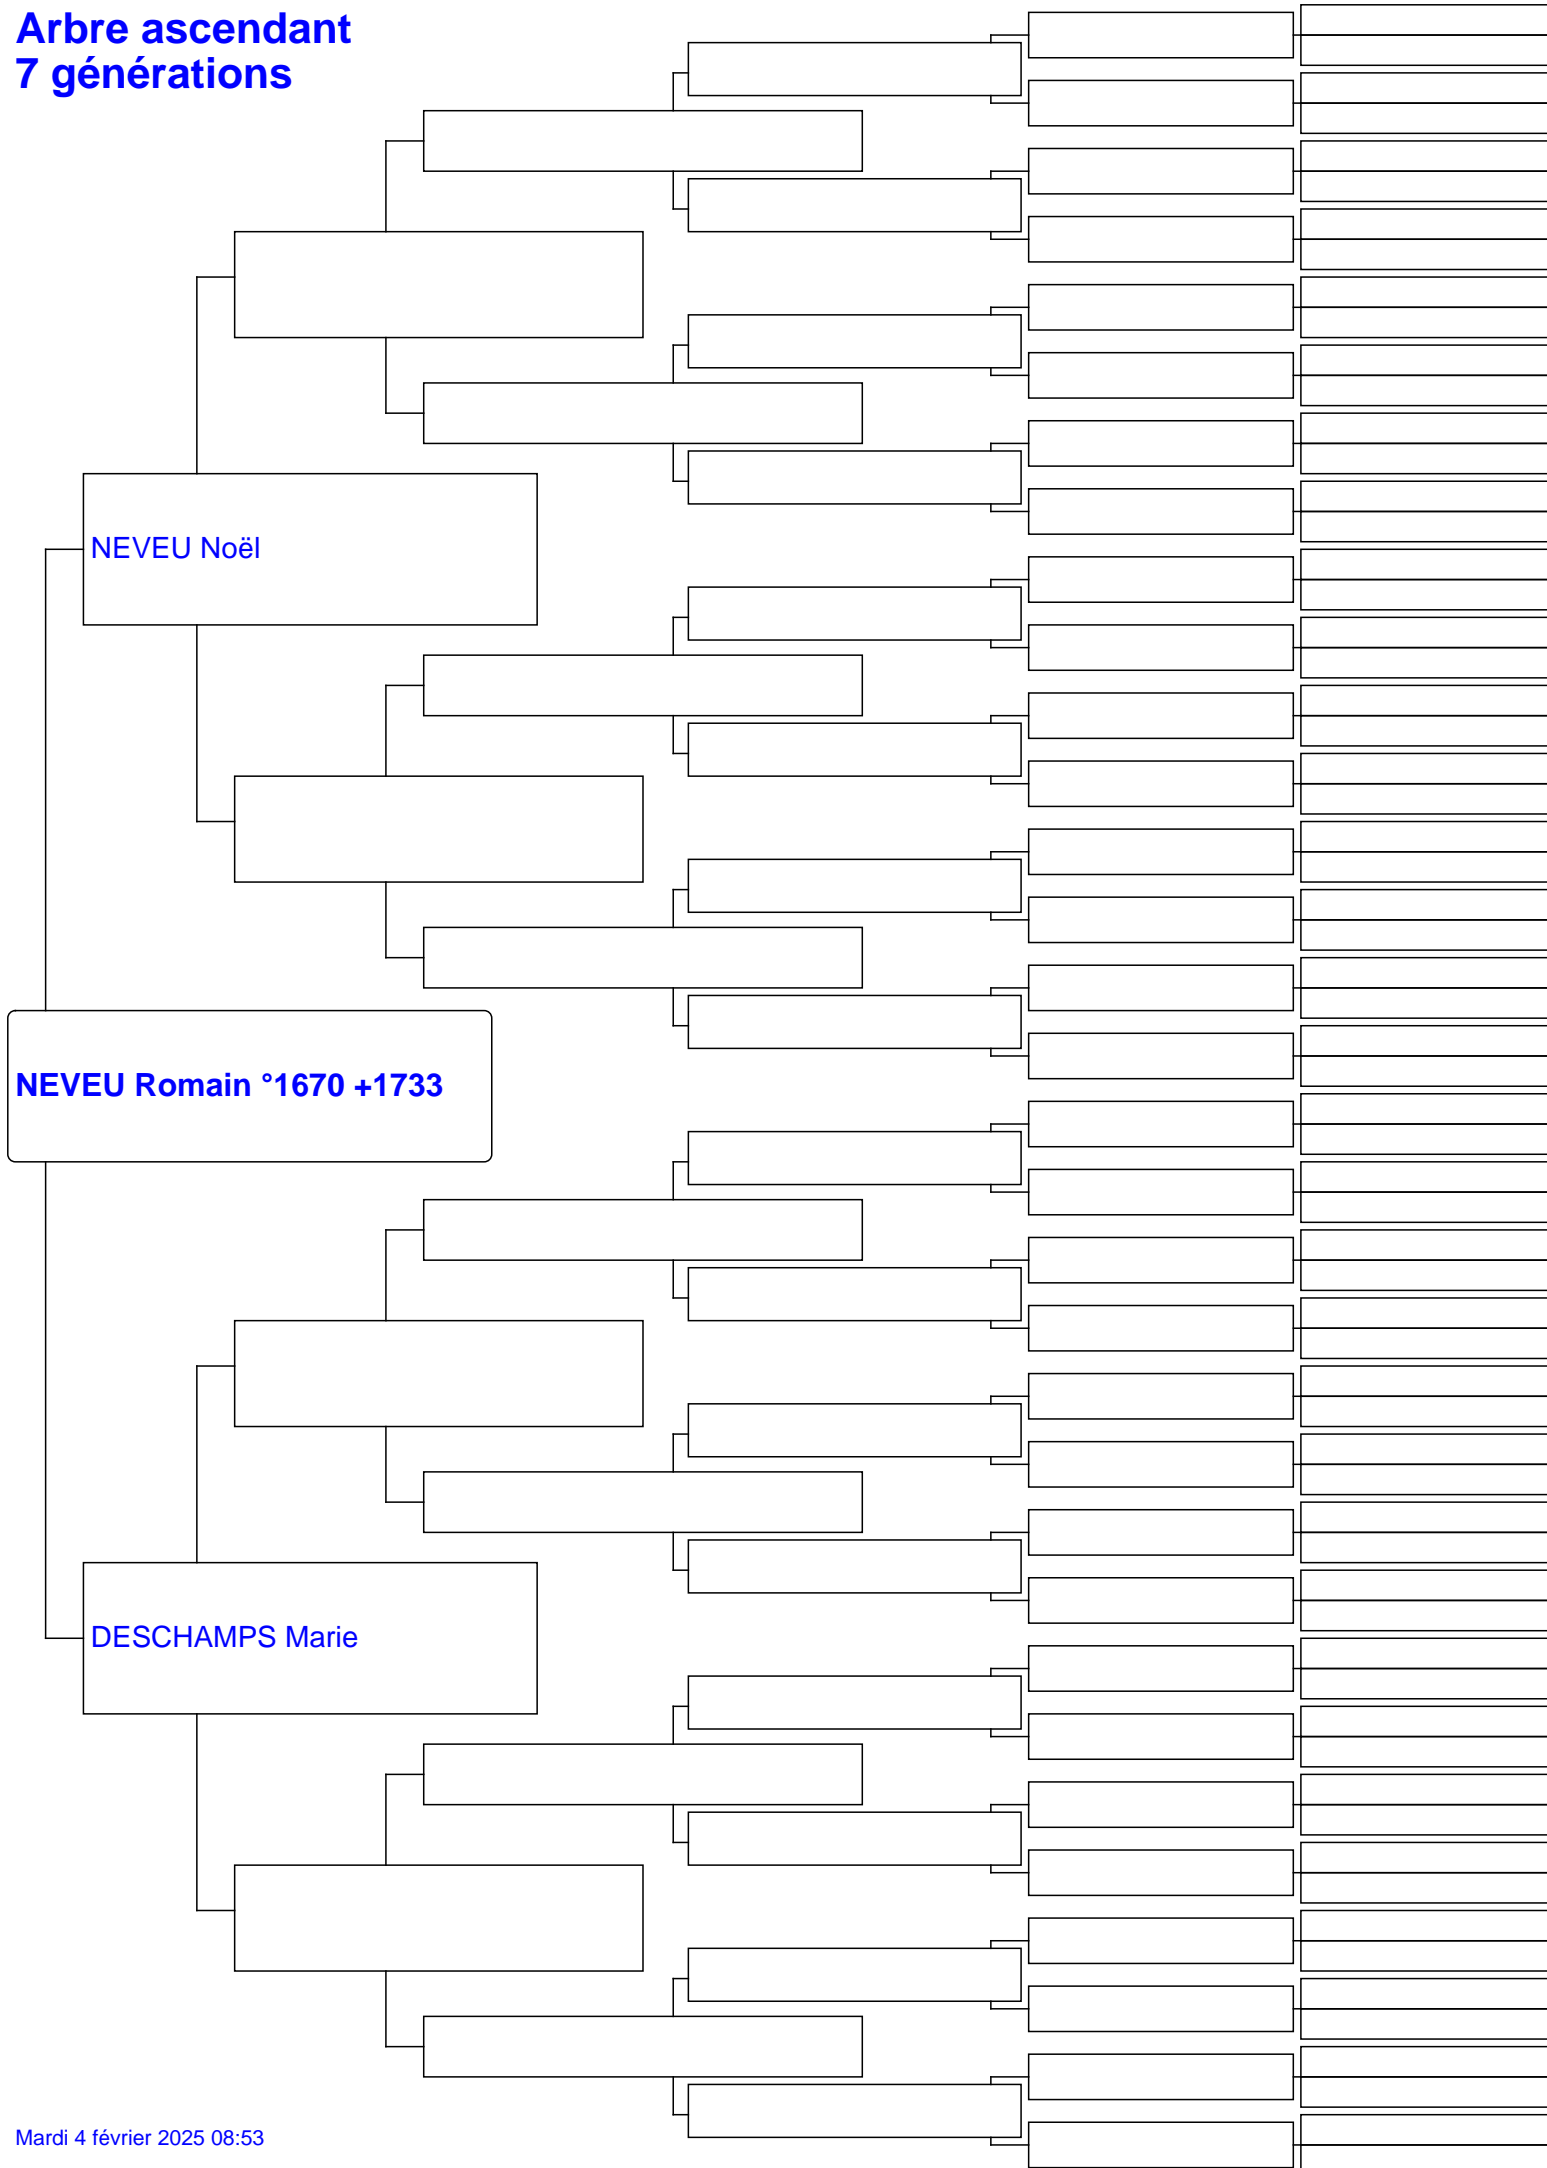 Arbre ascendant
7 générations
NEVEU Noël
NEVEU Romain °1670 +1733
DESCHAMPS Marie
Mardi 4 février 2025 08:53